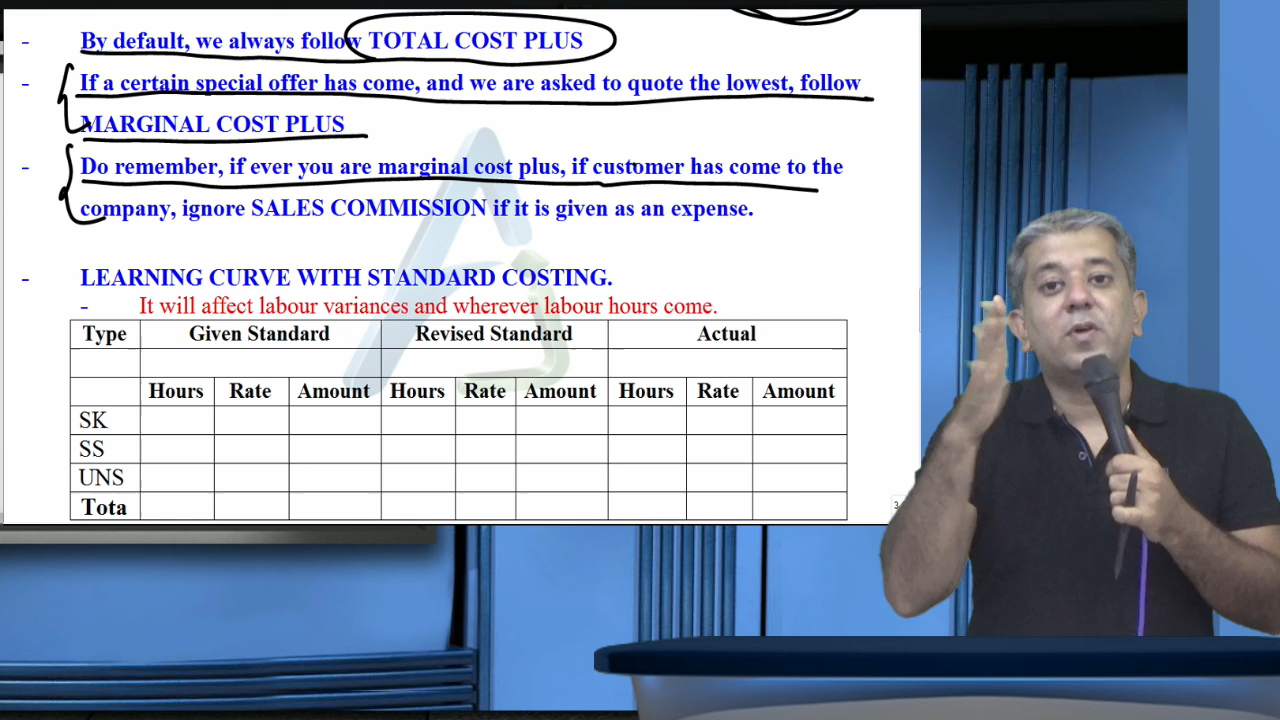 - By default, we always follow TOTAL COST PLUS
- If a certain special offer has come, and we are asked to quote the lowest, follow
MARGINAL COST PLUS
- Do remember, if ever you are marginal cost plus, if customer has come to the
company, ignore SALES COMMISSION if it is given as an expense.
- LEARNING CURVE WITH STANDARD COSTING.
- It will affect labour variances and wherever labour hours come.
Type Given Standard Revised Standard Actual
Hours Rate Amount Hours Rate Amount Hours Rate Amount
SK
SS
UNS
Tota
3